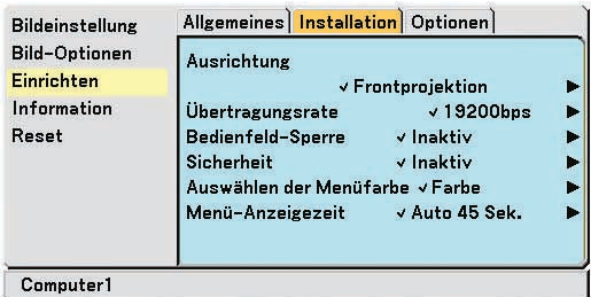 Bildeinstellung
Bild-Optionen
Einrichten
Information
Reset
Allgemeines Installation Optionen
Ausrichtung
✓ Frontprojektion ▶
Übertragungsrate ✓ 19200bps ▶
Bedienfeld-Sperre ✓ Inaktiv ▶
Sicherheit ✓ Inaktiv ▶
Auswählen der Menüfarbe ✓ Farbe ▶
Menü-Anzeigezeit ✓ Auto 45 Sek. ▶
Computer1